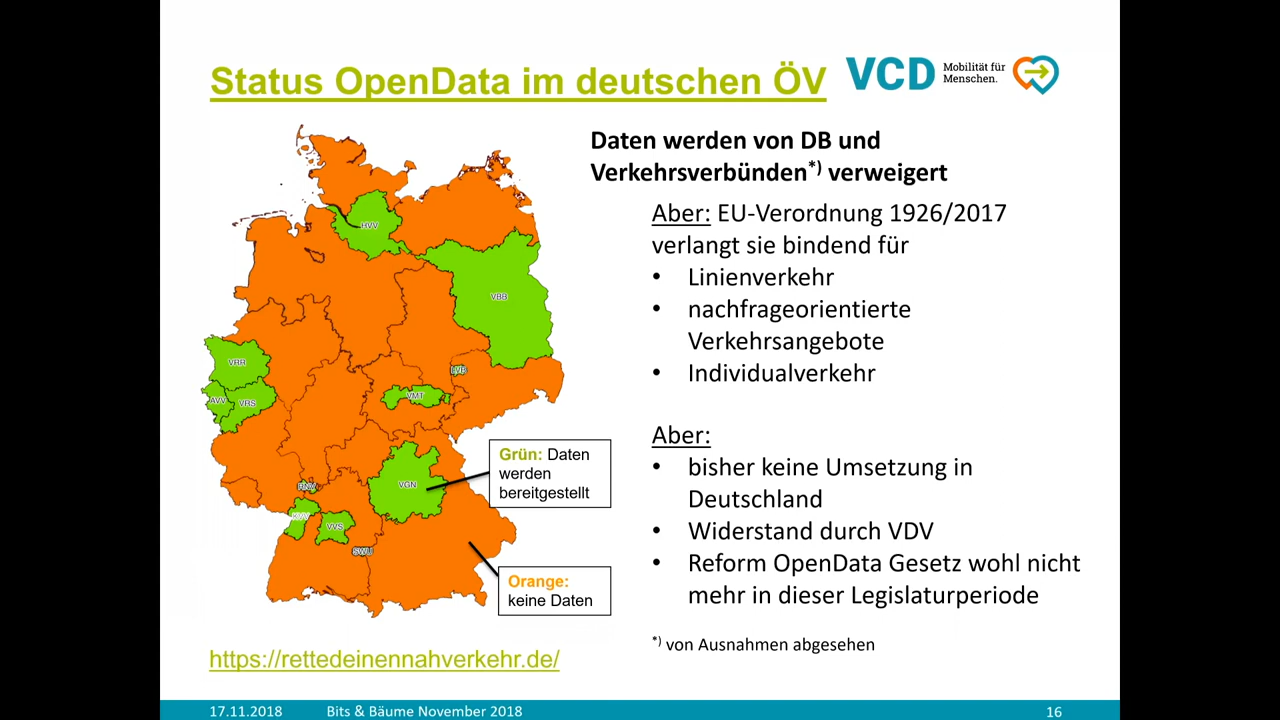 Status OpenData im deutschen ÖV
VCD Mobilität für
Menschen.
Daten werden von DB und
Verkehrsverbünden*) verweigert
Aber: EU-Verordnung 1926/2017
verlangt sie bindend für
• Linienverkehr
• nachfrageorientierte
Verkehrsangebote
• Individualverkehr
Aber:
• bisher keine Umsetzung in
Deutschland
• Widerstand durch VDV
• Reform OpenData Gesetz wohl nicht
mehr in dieser Legislaturperiode
*) von Ausnahmen abgesehen
HVV
VBB
VRR
LVB
AVV
VRS
VMT
VGN
RNV
KVV
VVS
SWU
Grün: Daten
werden
bereitgestellt
Orange:
keine Daten
https://rettedeinennahverkehr.de/
17.11.2018
Bits & Bäume November 2018
16